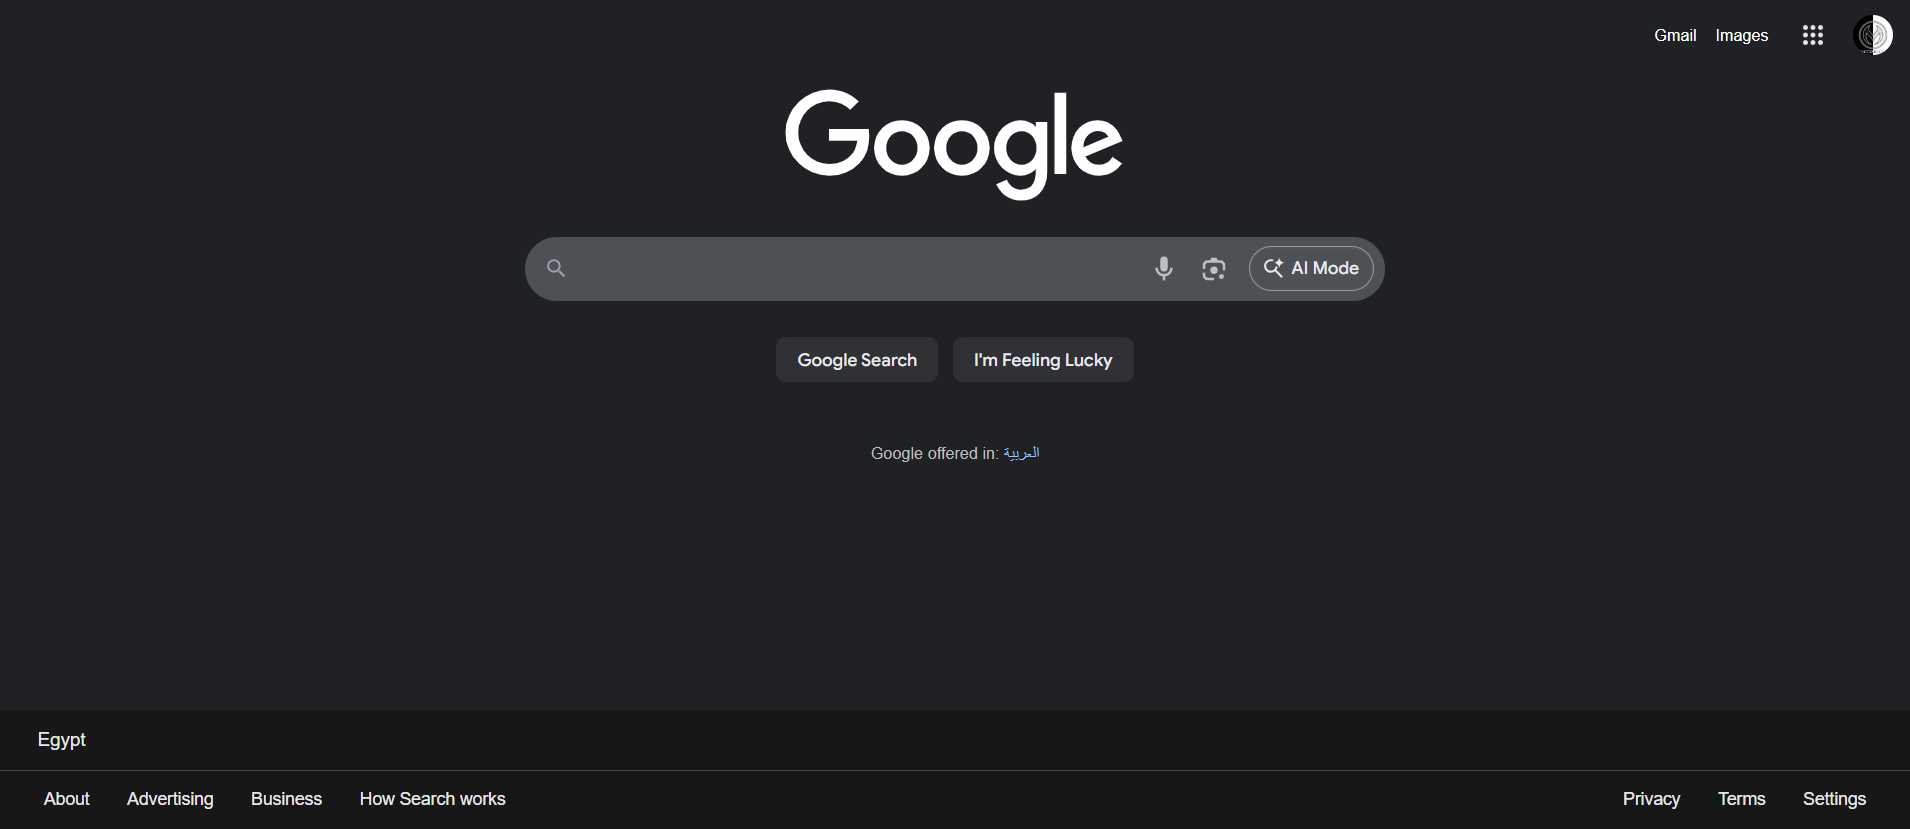 Gmail Images
Google
AI Mode
Google Search I'm Feeling Lucky
Google offered in: العربية
Egypt
About Advertising Business How Search works Privacy Terms Settings